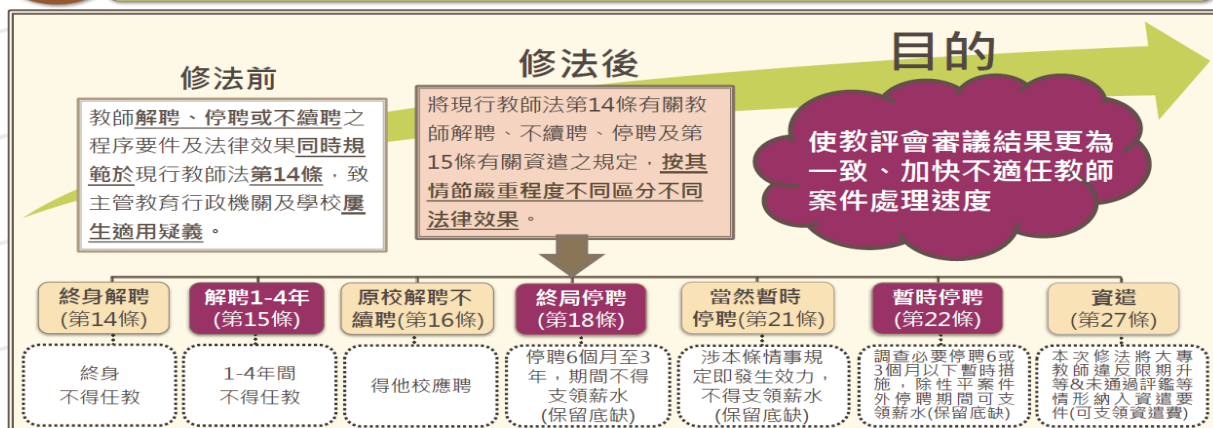 修法前
教師解聘、停聘或不續聘之
程序要件及法律效果同時規
範於現行教師法第14條，致
主管教育行政機關及學校屢
生適用疑義。
修法後
將現行教師法第14條有關教
師解聘、不續聘、停聘及第
15條有關資遣之規定，按其
情節嚴重程度不同區分不同
法律效果。
目的
使教評會審議結果更為
一致、加快不適任教師
案件處理速度
終身解聘
(第14條)
終身
不得任教
解聘1-4年
(第15條)
1-4年間
不得任教
原校解聘不
續聘(第16條)
得他校應聘
終局停聘
(第18條)
停聘6個月至3
年，期間不得
支領薪水
(保留底缺)
當然暫時
停聘(第21條)
涉本條情事規
定即發生效力，
不得支領薪水
(保留底缺)
暫時停聘
(第22條)
調查必要停聘6或
3個月以下暫時措
施，除性平案件
外停聘期間可支
領薪水(保留底缺)
資遣
(第27條)
本次修法將大專
教師違反限期升
等&未通過評鑑等
情形納入資遣要
件(可支領資遣費)